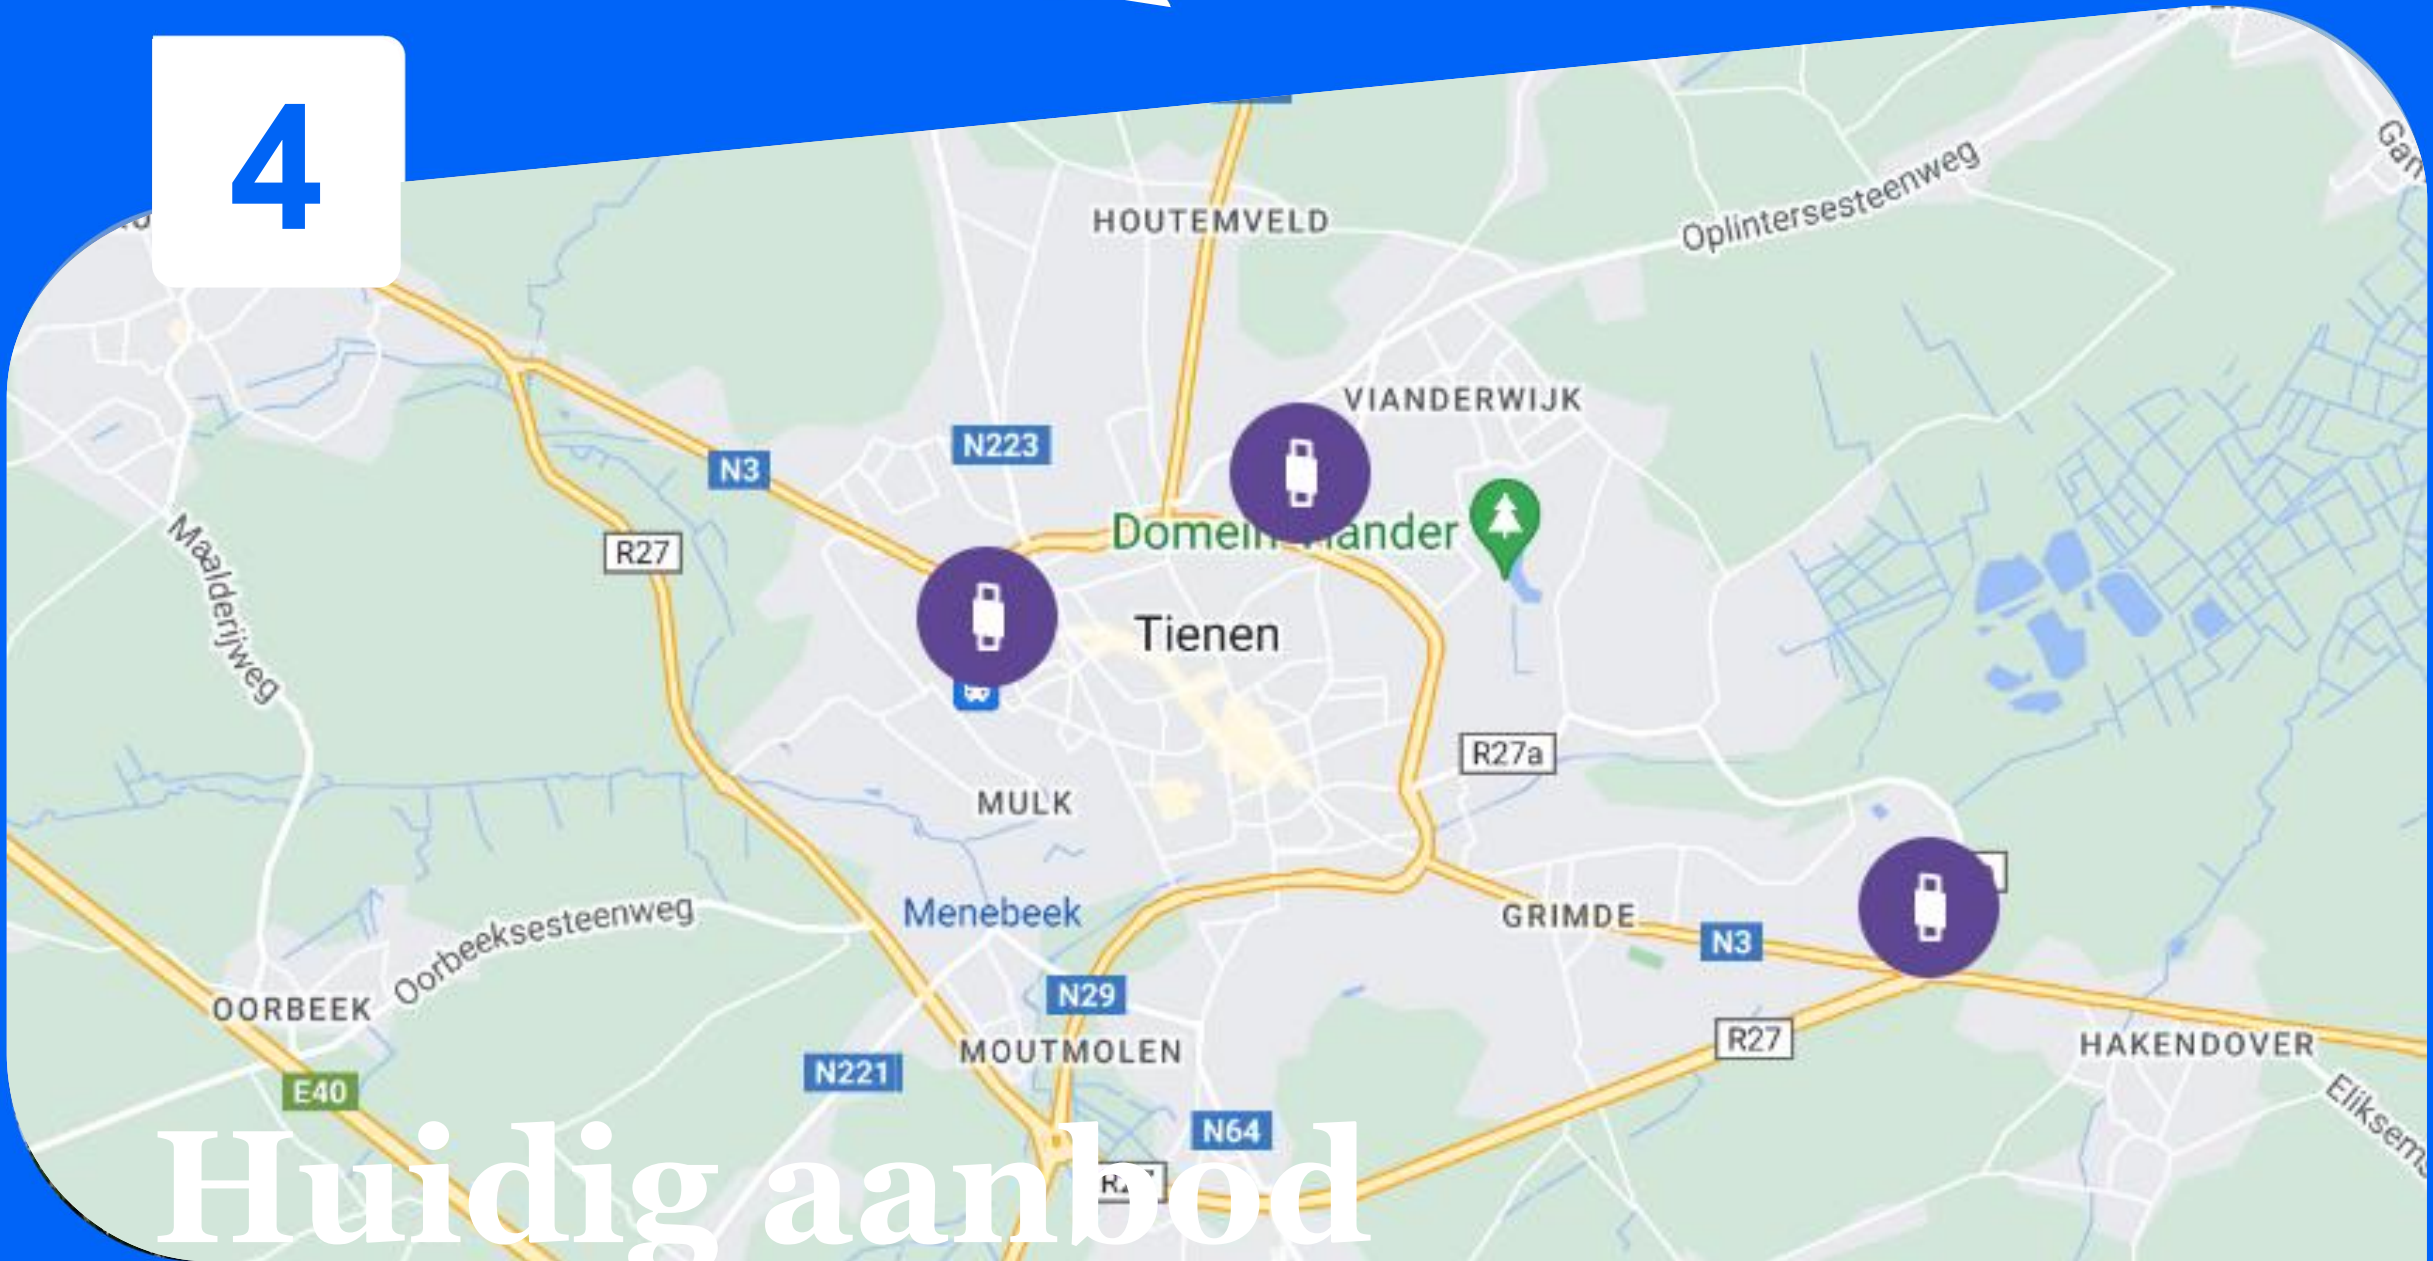 4
HOUTEMVELD
Oplintersesteenweg
VIANDERWIJK
N223
N3
R27
Maalderijweg
Tienen
R27a
MULK
Menebeek
GRIMDE
N3
Oorbeeksesteenweg
OORBEEK
N29
R27
HAKENDOVER
MOUTMOLEN
N221
E40
N64
Huidig aanbod